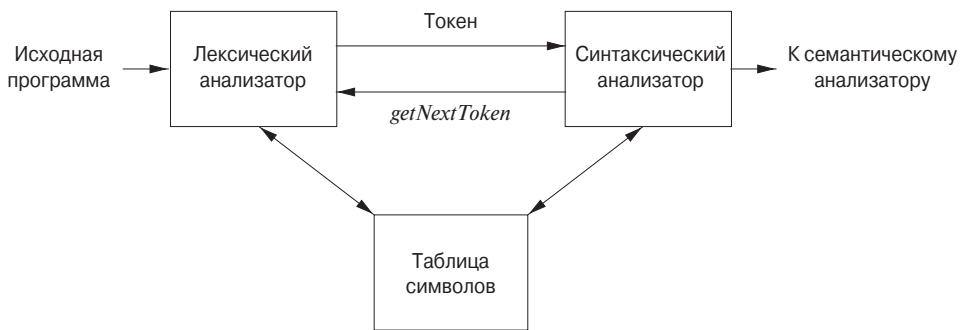 Токен
Исходная
программа
Лексический
анализатор
Синтаксический
анализатор
К семантическому
анализатору
getNextToken
Таблица
символов